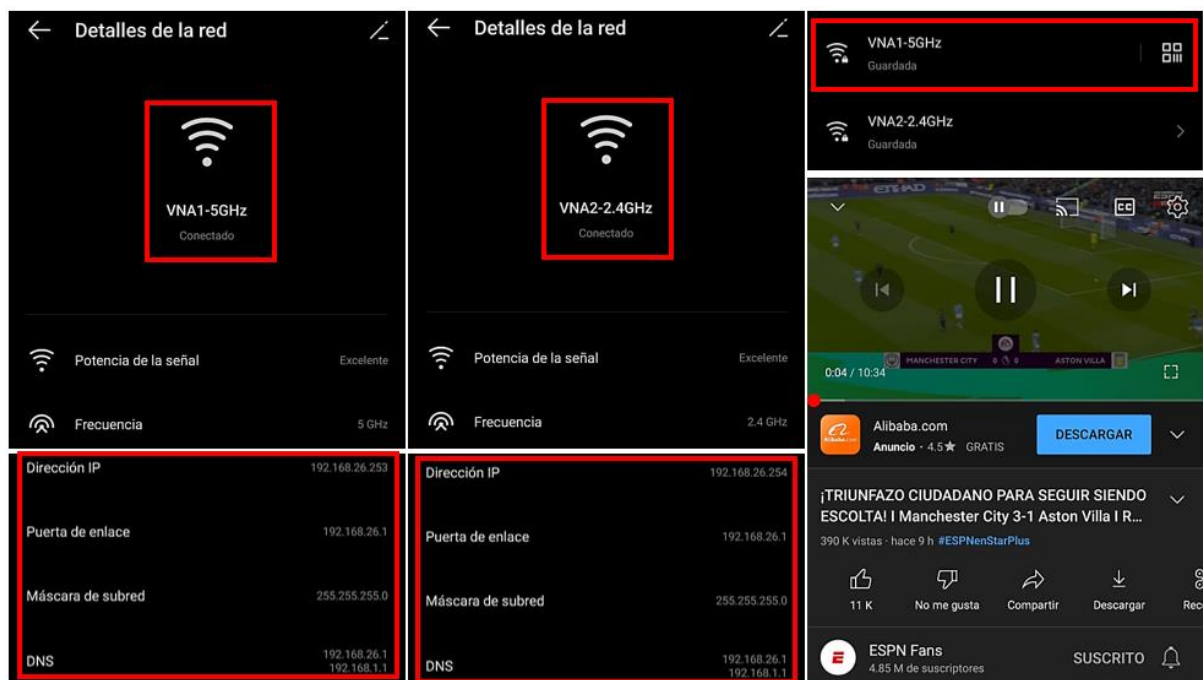 Detalles de la red
VNA1-5GHz
Conectado
Potencia de la señal
Excelente
Frecuencia
5 GHz
Dirección IP
192.168.26.253
Puerta de enlace
192.168.26.1
Máscara de subred
255.255.255.0
DNS
192.168.26.1
192.168.1.1
Detalles de la red
VNA2-2.4GHz
Conectado
Potencia de la señal
Excelente
Frecuencia
2.4 GHz
Dirección IP
192.168.26.254
Puerta de enlace
192.168.26.1
Máscara de subred
255.255.255.0
DNS
192.168.26.1
192.168.1.1
VNA1-5GHz
Guardada
VNA2-2.4GHz
Guardada
ETIHAD
CC
MANCHESTER CITY 0 0 ASTON VILLA
0:04 / 10:34
Alibaba.com
Anuncio · 4.5★ GRATIS
DESCARGAR
¡TRIUNFAZO CIUDADANO PARA SEGUIR SIENDO
ESCOLTA! I Manchester City 3-1 Aston Villa I R...
390 K vistas · hace 9 h #ESPNenStarPlus
11 K
No me gusta
Compartir
Descargar
Rec
ESPN Fans
4.85 M de suscriptores
SUSCRITO